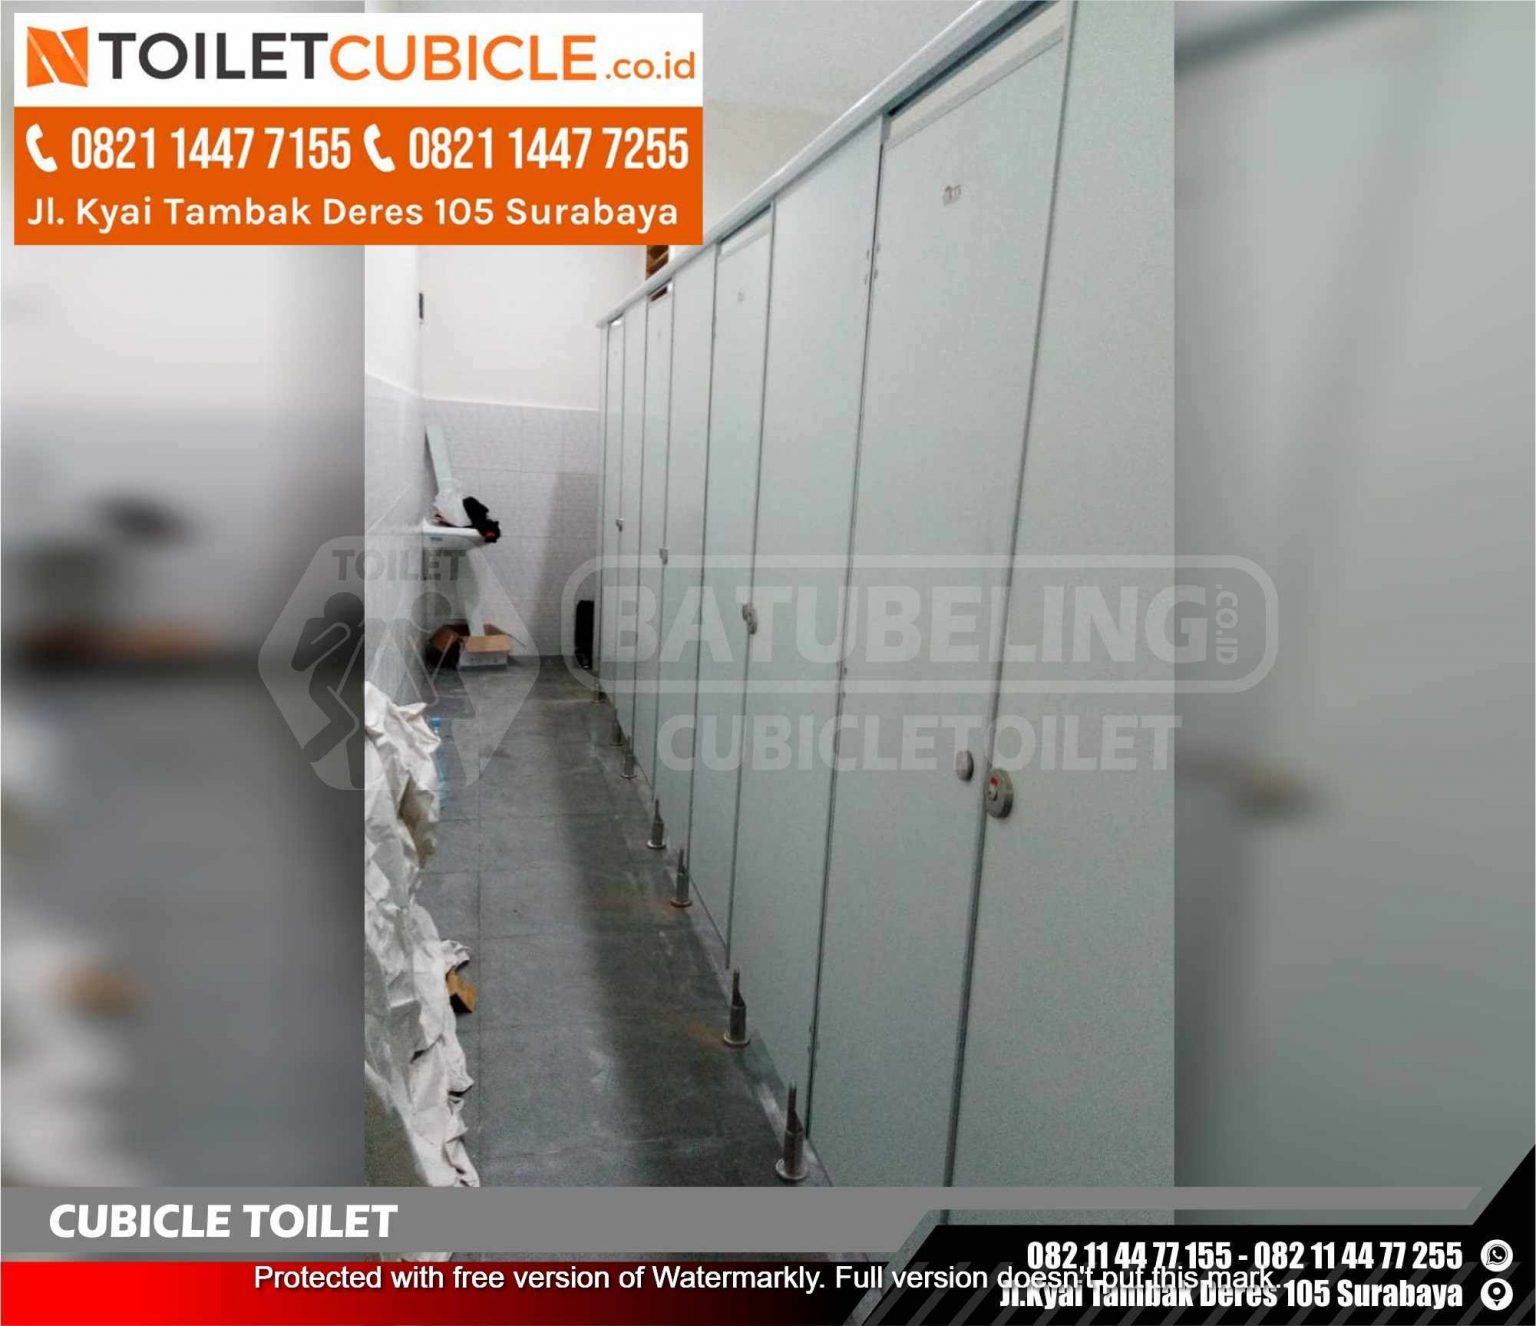 TOILETCUBICLE.co.id
0821 1447 7155 0821 1447 7255
Jl. Kyai Tambak Deres 105 Surabaya
TOILET
BATUBELING.CO.ID
CUBICLETOILET
CUBICLE TOILET
082 11 44 77 155 - 082 11 44 77 255
Protected with free version of Watermarkly. Full version doesn't put this mark.
Jl.Kyai Tambak Deres 105 Surabaya